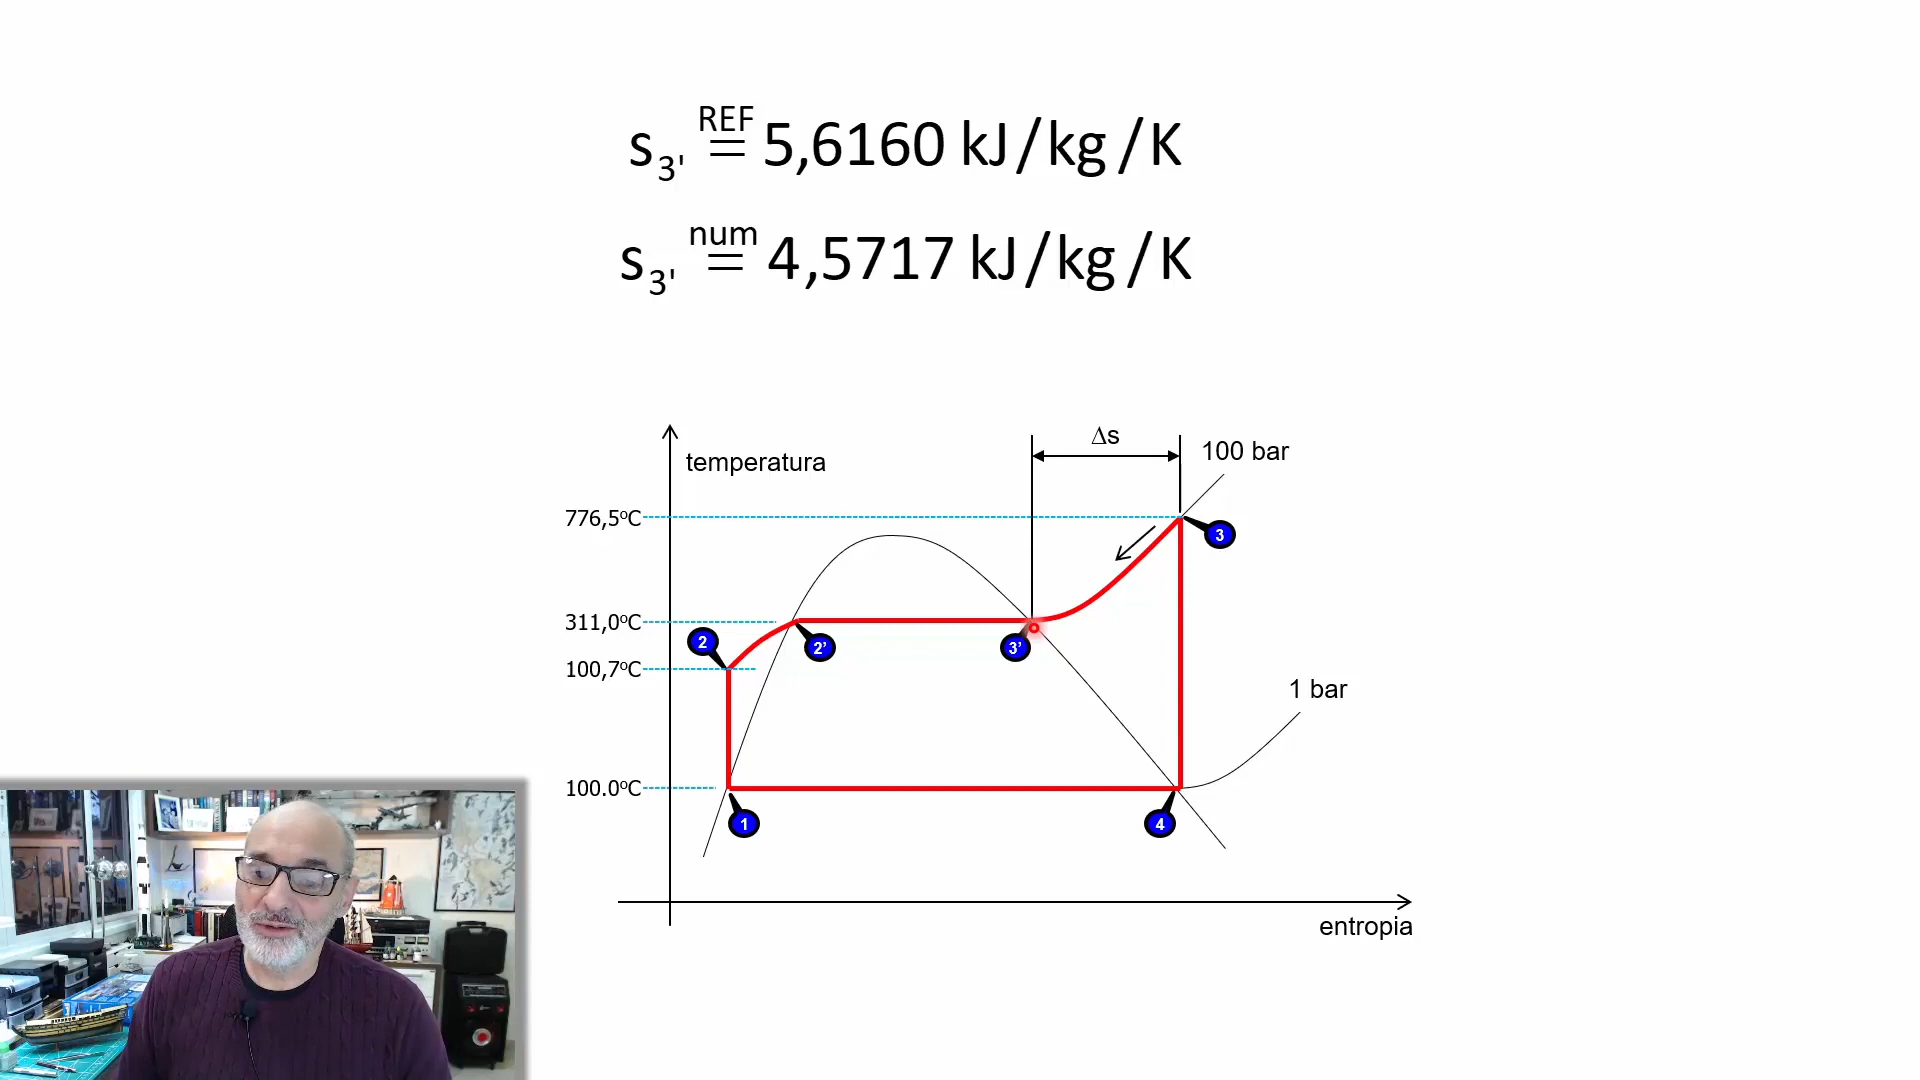 s3' REF = 5,6160 kJ/kg/K
s3' num = 4,5717 kJ/kg/K
Δs
100 bar
temperatura
776,5ºC
3
311,0ºC
2
2’
3’
100,7ºC
1 bar
100.0ºC
1
4
entropia